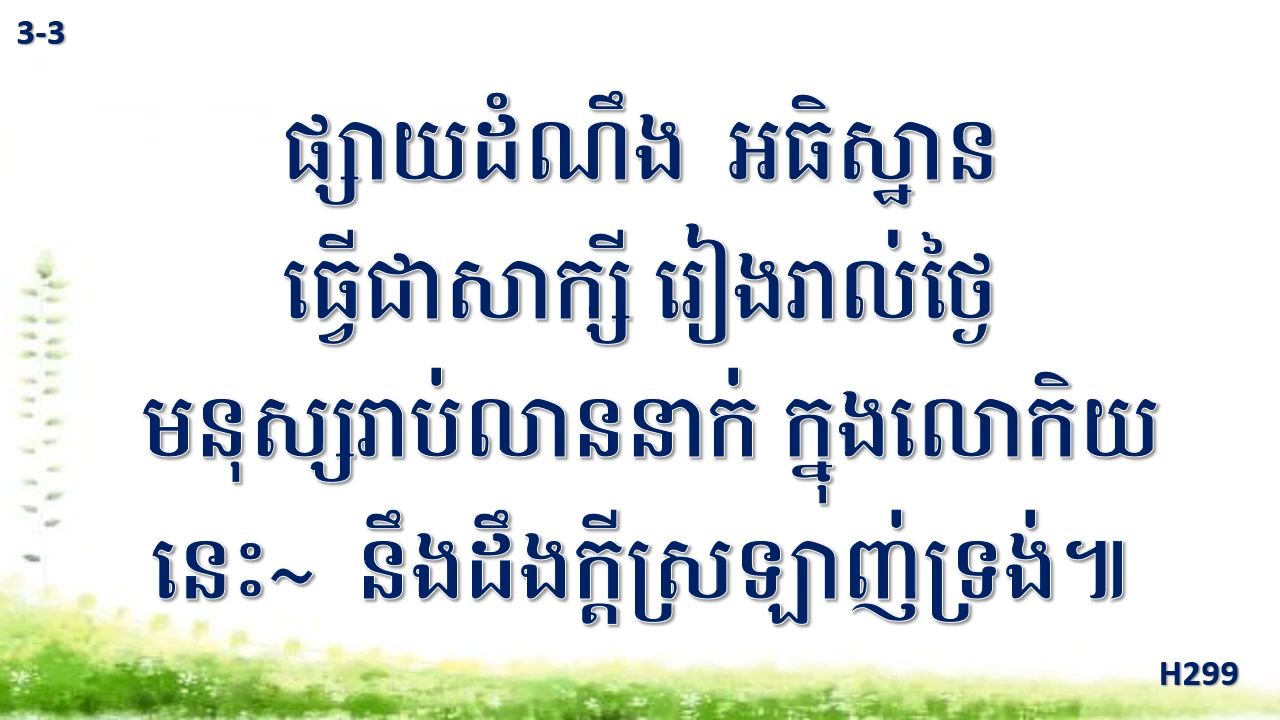 3-3
ផ្សាយដំណឹង  អធិស្ឋាន
ធ្វើជាសាក្សី រៀងរាល់ថ្ងៃ
មនុស្សរាប់លាននាក់ ក្នុងលោកិយ
នេះ~  នឹងដឹងក្ដីស្រឡាញ់ទ្រង់៕
H299